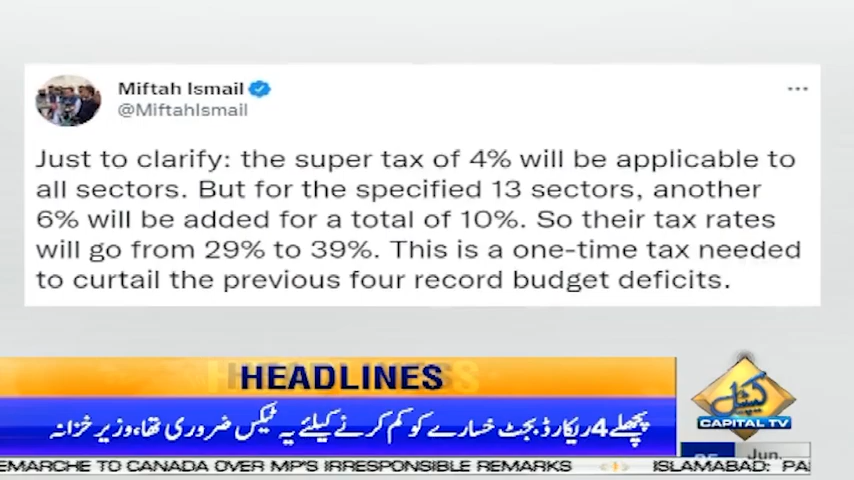 Miftah Ismail
@MiftahIsmail
Just to clarify: the super tax of 4% will be applicable to
all sectors. But for the specified 13 sectors, another
6% will be added for a total of 10%. So their tax rates
will go from 29% to 39%. This is a one-time tax needed
to curtail the previous four record budget deficits.
HEADLINES
پچھلے 4 ریکارڈ بجٹ خسارے کو کم کرنے کیلئے یہ ٹیکس ضروری تھا، وزیر خزانہ
کیپیٹل
CAPITAL TV
Jun.
EMARCHE TO CANADA OVER MP'S IRRESPONSIBLE REMARKS ISLAMABAD: PA